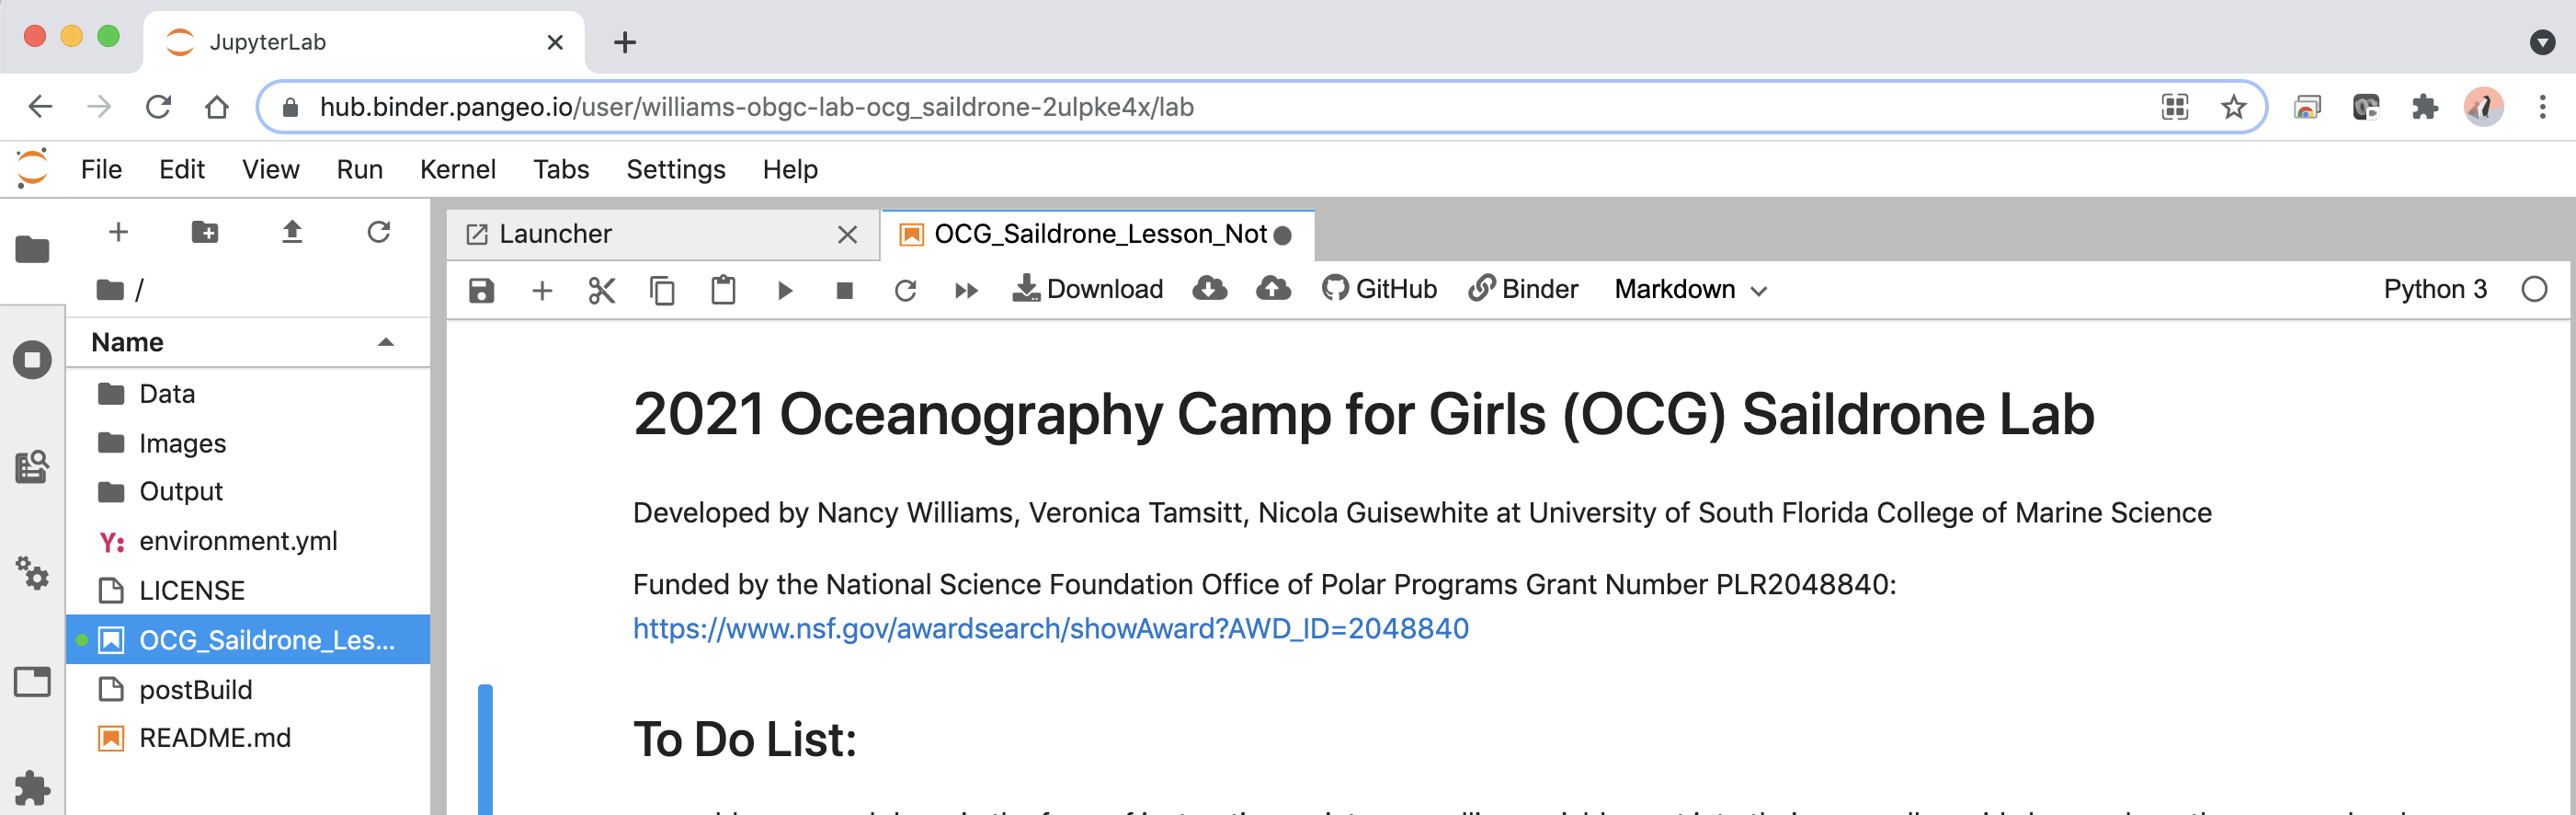 JupyterLab
hub.binder.pangeo.io/user/williams-obgc-lab-ocg_saildrone-2ulpke4x/lab
File Edit View Run Kernel Tabs Settings Help
/
Name
Data
Images
Output
environment.yml
LICENSE
OCG_Saildrone_Les...
postBuild
README.md
Launcher
OCG_Saildrone_Lesson_Not
Download GitHub Binder Markdown Python 3
2021 Oceanography Camp for Girls (OCG) Saildrone Lab
Developed by Nancy Williams, Veronica Tamsitt, Nicola Guisewhite at University of South Florida College of Marine Science
Funded by the National Science Foundation Office of Polar Programs Grant Number PLR2048840:
https://www.nsf.gov/awardsearch/showAward?AWD_ID=2048840
To Do List: